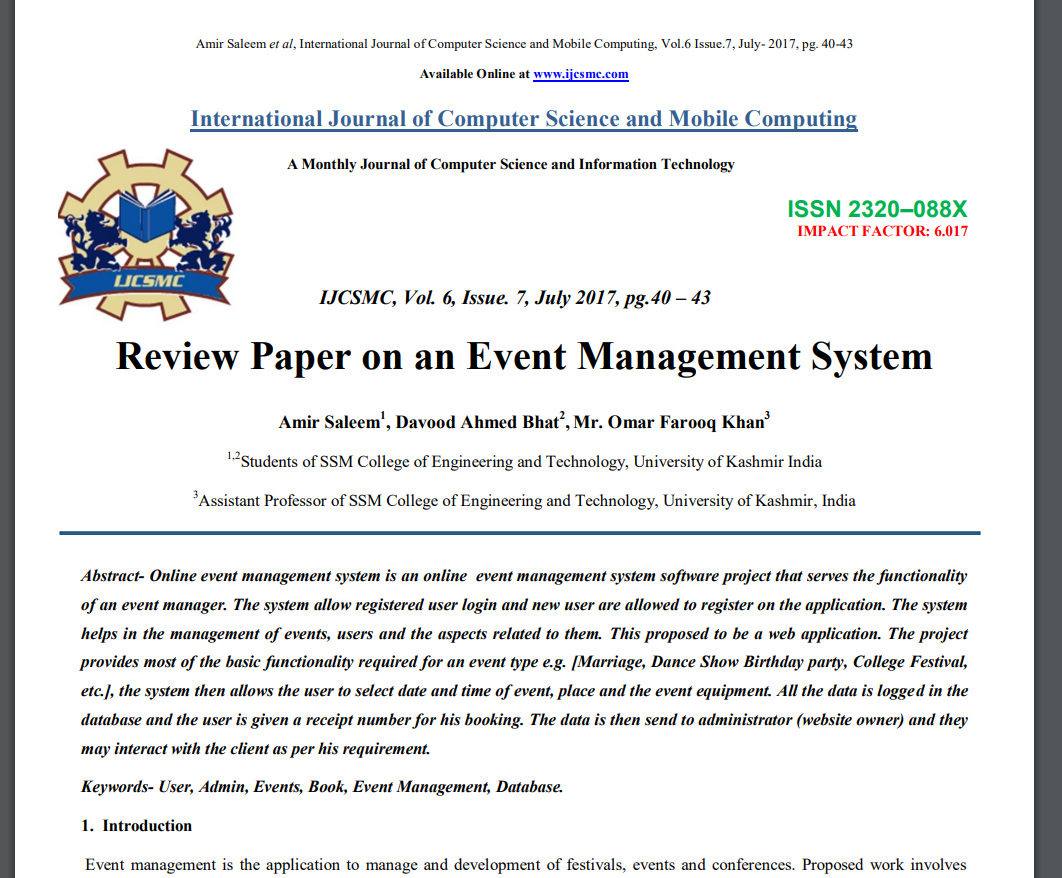 Amir Saleem et al, International Journal of Computer Science and Mobile Computing, Vol.6 Issue.7, July- 2017, pg. 40-43
Available Online at www.ijcsmc.com
International Journal of Computer Science and Mobile Computing
A Monthly Journal of Computer Science and Information Technology
ISSN 2320–088X
IMPACT FACTOR: 6.017
IJCSMC
IJCSMC, Vol. 6, Issue. 7, July 2017, pg.40 – 43
Review Paper on an Event Management System
Amir Saleem1, Davood Ahmed Bhat2, Mr. Omar Farooq Khan3
1,2Students of SSM College of Engineering and Technology, University of Kashmir India
3Assistant Professor of SSM College of Engineering and Technology, University of Kashmir, India
Abstract- Online event management system is an online event management system software project that serves the functionality
of an event manager. The system allow registered user login and new user are allowed to register on the application. The system
helps in the management of events, users and the aspects related to them. This proposed to be a web application. The project
provides most of the basic functionality required for an event type e.g. [Marriage, Dance Show Birthday party, College Festival,
etc.], the system then allows the user to select date and time of event, place and the event equipment. All the data is logged in the
database and the user is given a receipt number for his booking. The data is then send to administrator (website owner) and they
may interact with the client as per his requirement.
Keywords- User, Admin, Events, Book, Event Management, Database.
1. Introduction
Event management is the application to manage and development of festivals, events and conferences. Proposed work involves